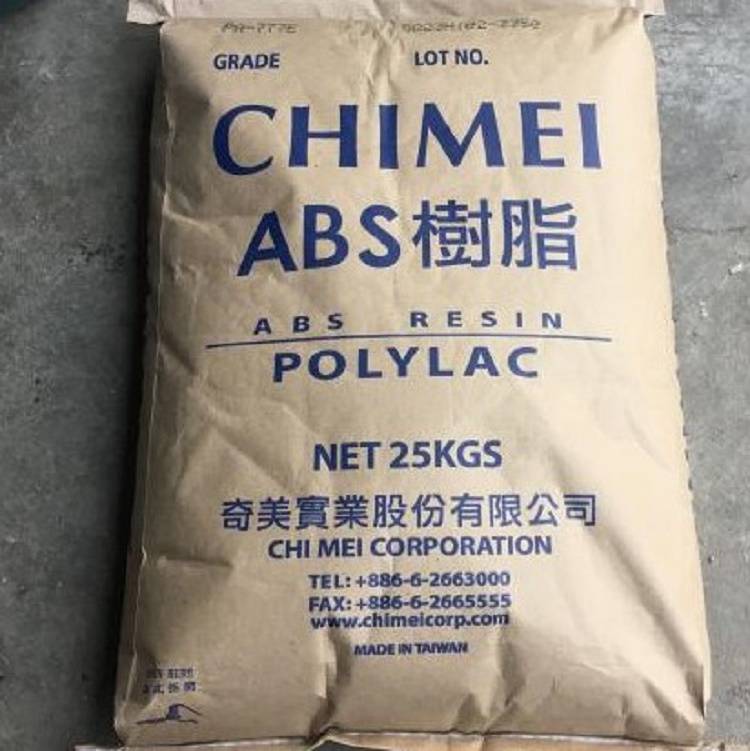 PA-777E
GRADE LOT NO.
CHIMEI
ABS樹脂
ABS RESIN
POLYLAC
NET 25KGS
奇美實業股份有限公司
CHI MEI CORPORATION
TEL: +886-6-2663000
FAX: +886-6-2665555
www.chimeicorp.com
MADE IN TAIWAN